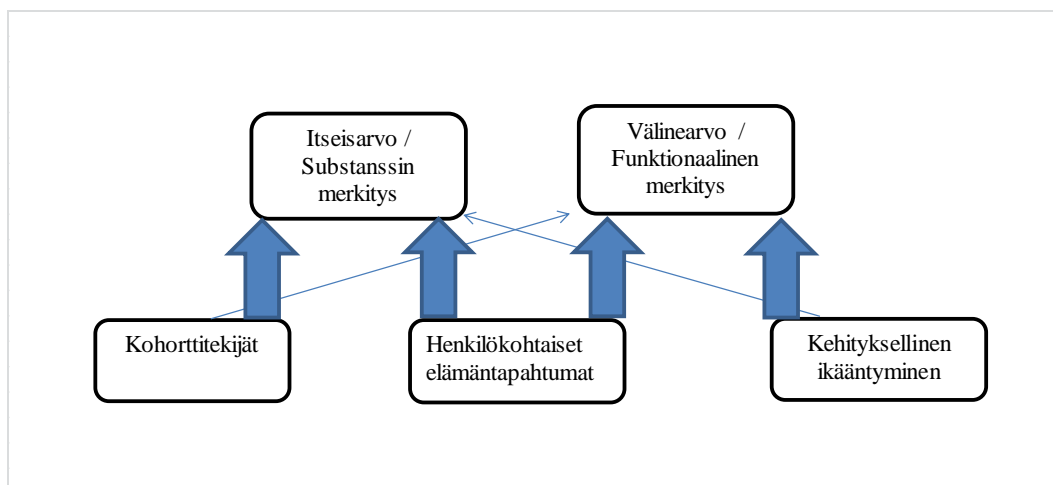 Itseisarvo /
Substanssin
merkitys
Välinearvo /
Funktionaalinen
merkitys
Kohorttitekijät
Henkilökohtaiset
elämäntapahtumat
Kehityksellinen
ikääntyminen